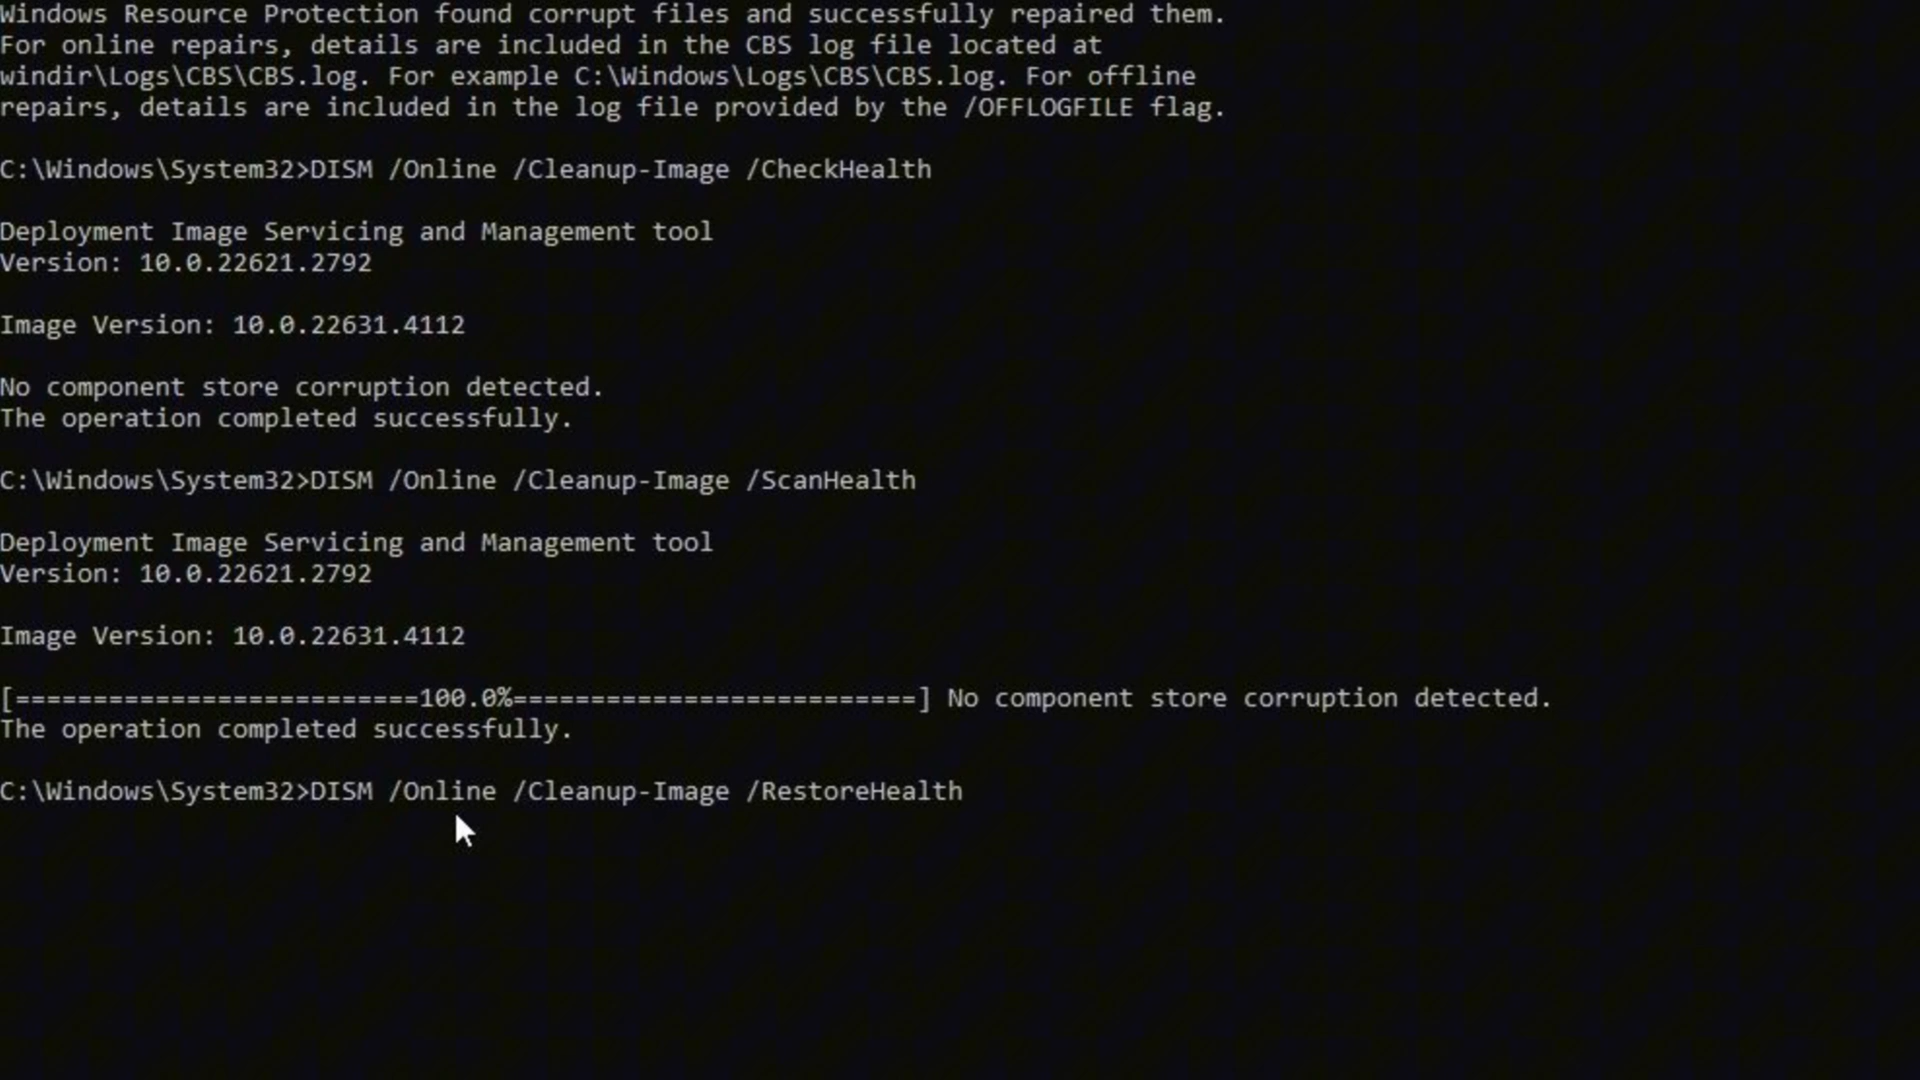 Windows Resource Protection found corrupt files and successfully repaired them.
For online repairs, details are included in the CBS log file located at
windir\Logs\CBS\CBS.log. For example C:\Windows\Logs\CBS\CBS.log. For offline
repairs, details are included in the log file provided by the /OFFLOGFILE flag.
C:\Windows\System32>DISM /Online /Cleanup-Image /CheckHealth
Deployment Image Servicing and Management tool
Version: 10.0.22621.2792
Image Version: 10.0.22631.4112
No component store corruption detected.
The operation completed successfully.
C:\Windows\System32>DISM /Online /Cleanup-Image /ScanHealth
Deployment Image Servicing and Management tool
Version: 10.0.22621.2792
Image Version: 10.0.22631.4112
[==========================100.0%==========================] No component store corruption detected.
The operation completed successfully.
C:\Windows\System32>DISM /Online /Cleanup-Image /RestoreHealth